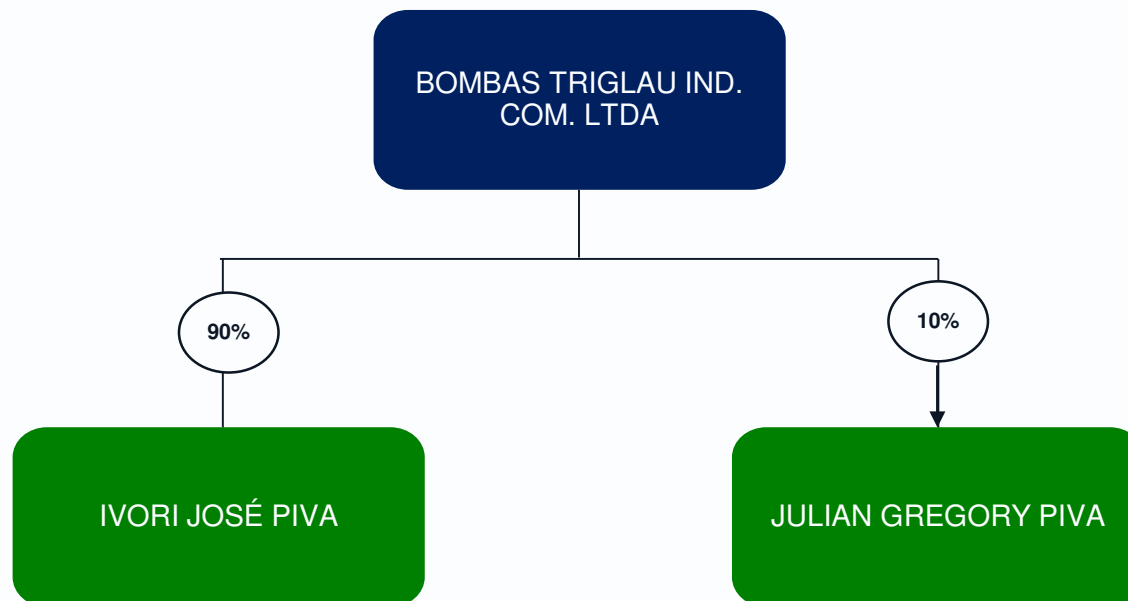 BOMBAS TRIGLAU IND.
COM. LTDA
90%
10%
IVORI JOSÉ PIVA
JULIAN GREGORY PIVA